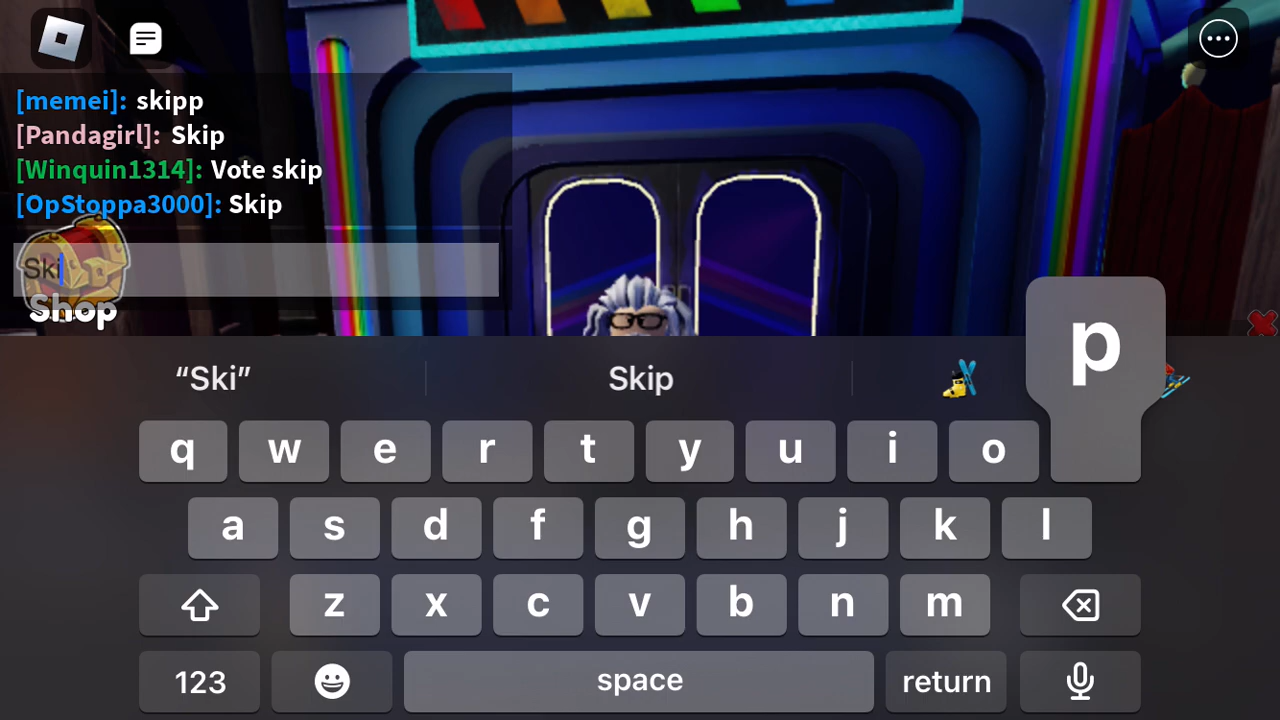 [memei]: skipp
[Pandagirl]: Skip
[Winquin1314]: Vote skip
[OpStoppa3000]: Skip
Ski
Shop
“Ski” Skip
p
q w e r t y u i o
a s d f g h j k l
z x c v b n m
123 space return